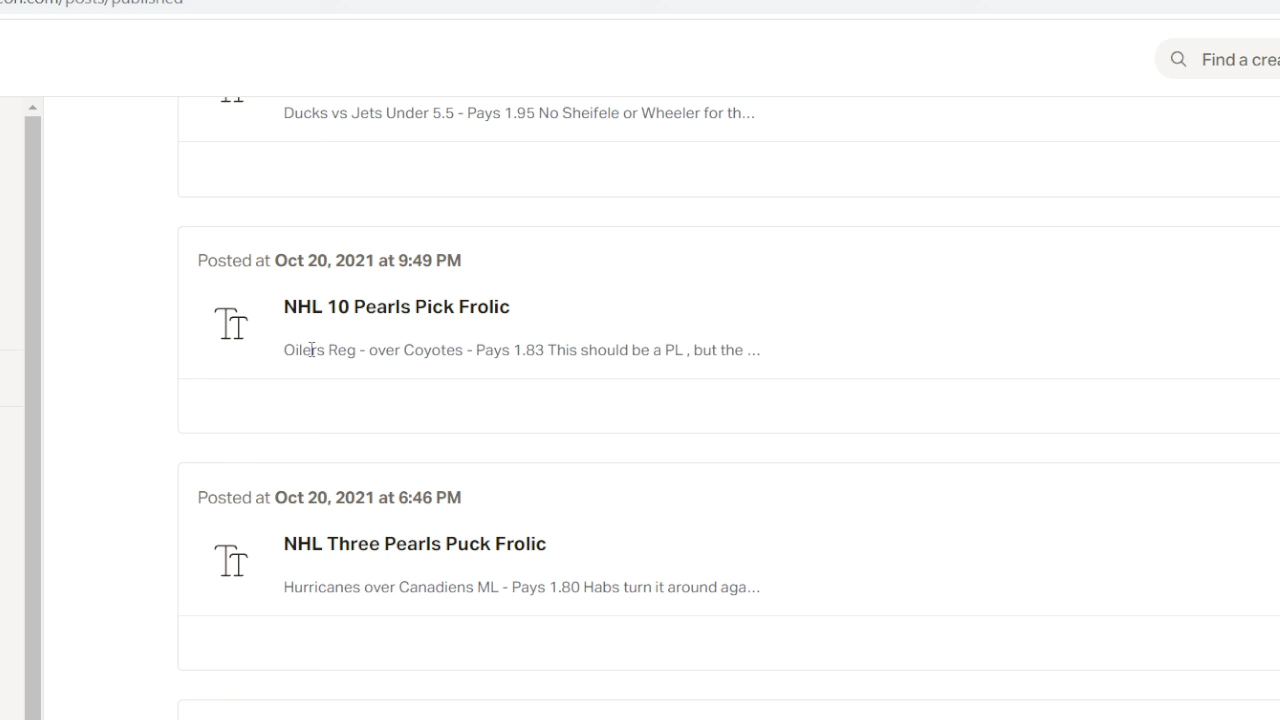 posts/published
Find a crea
Ducks vs Jets Under 5.5 - Pays 1.95 No Sheifele or Wheeler for th...
Posted at Oct 20, 2021 at 9:49 PM
NHL 10 Pearls Pick Frolic
Oilers Reg - over Coyotes - Pays 1.83 This should be a PL , but the ...
Posted at Oct 20, 2021 at 6:46 PM
NHL Three Pearls Puck Frolic
Hurricanes over Canadiens ML - Pays 1.80 Habs turn it around aga...